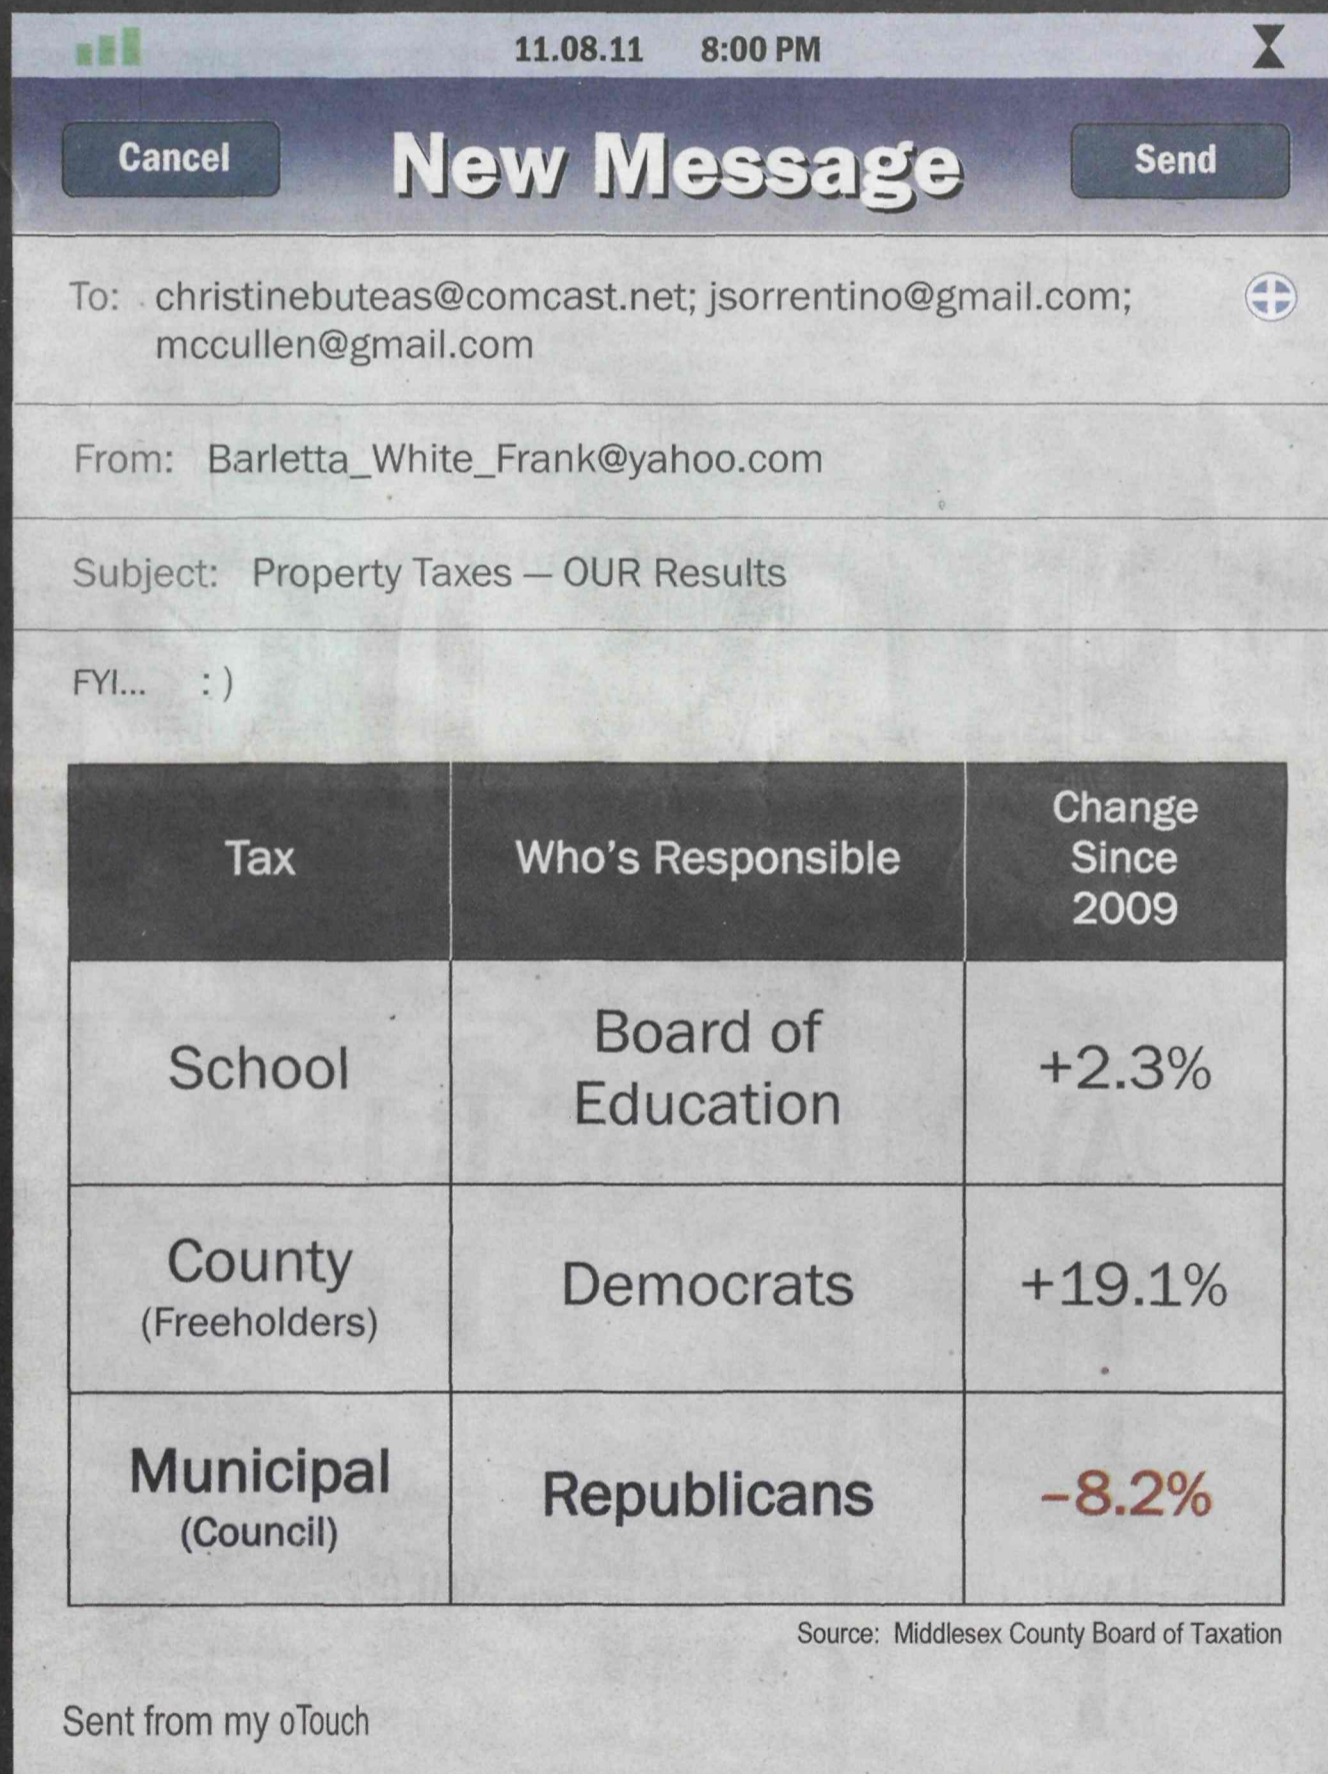 11.08.11 8:00 PM
Cancel New Message Send
To: christinebuteas@comcast.net; jsorrentino@gmail.com;
mccullen@gmail.com
From: Barletta_White_Frank@yahoo.com
Subject: Property Taxes – OUR Results
FYI... : )
Tax Who's Responsible Change Since 2009
School Board of Education +2.3%
County (Freeholders) Democrats +19.1%
Municipal (Council) Republicans –8.2%
Source: Middlesex County Board of Taxation
Sent from my oTouch